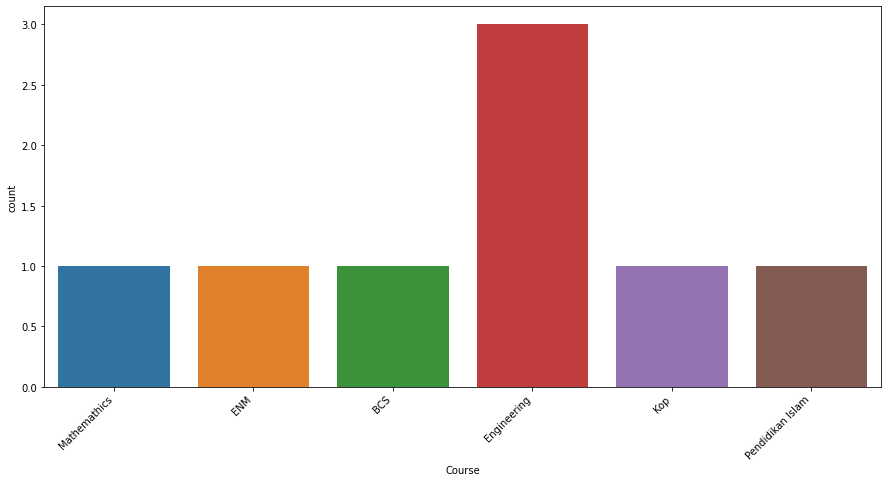 3.0
2.5
2.0
1.5
1.0
0.5
0.0
count
Mathemathics
ENM
BCS
Engineering
Kop
Pendidikan Islam
Course